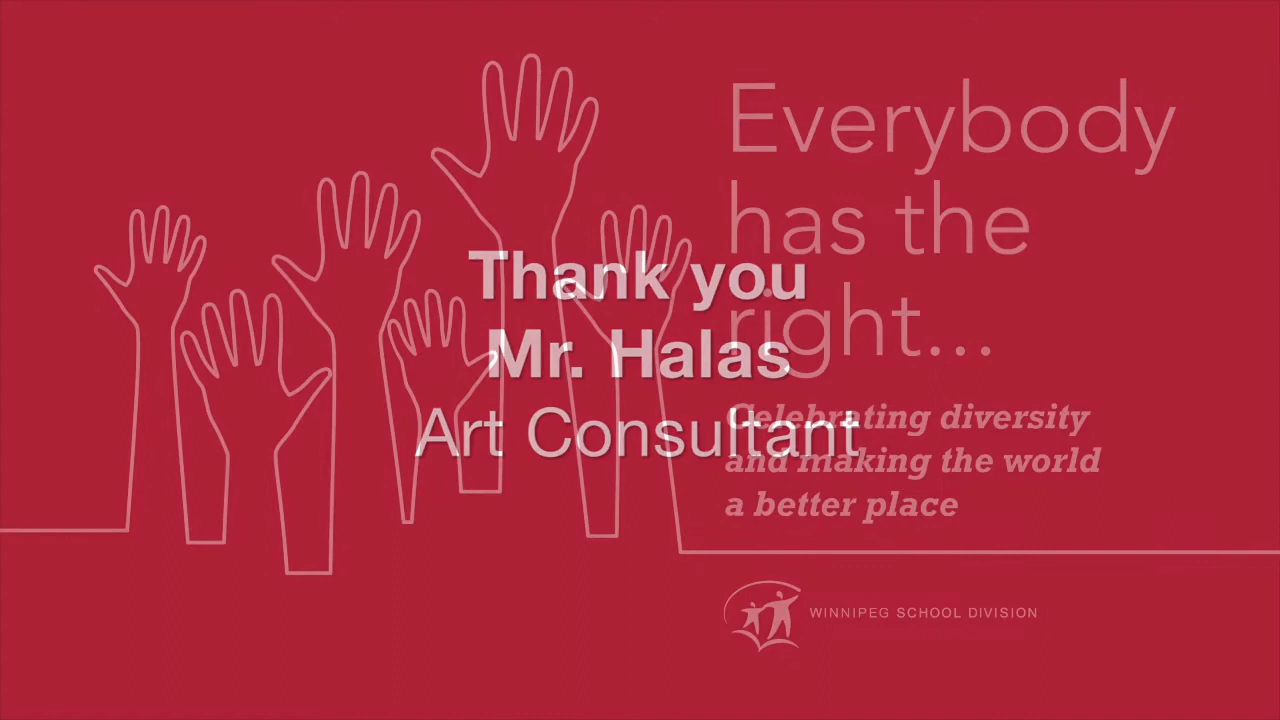 Everybody
has the
right...
Thank you
Mr. Halas
Art Consultant
Celebrating diversity
and making the world
a better place
WINNIPEG SCHOOL DIVISION